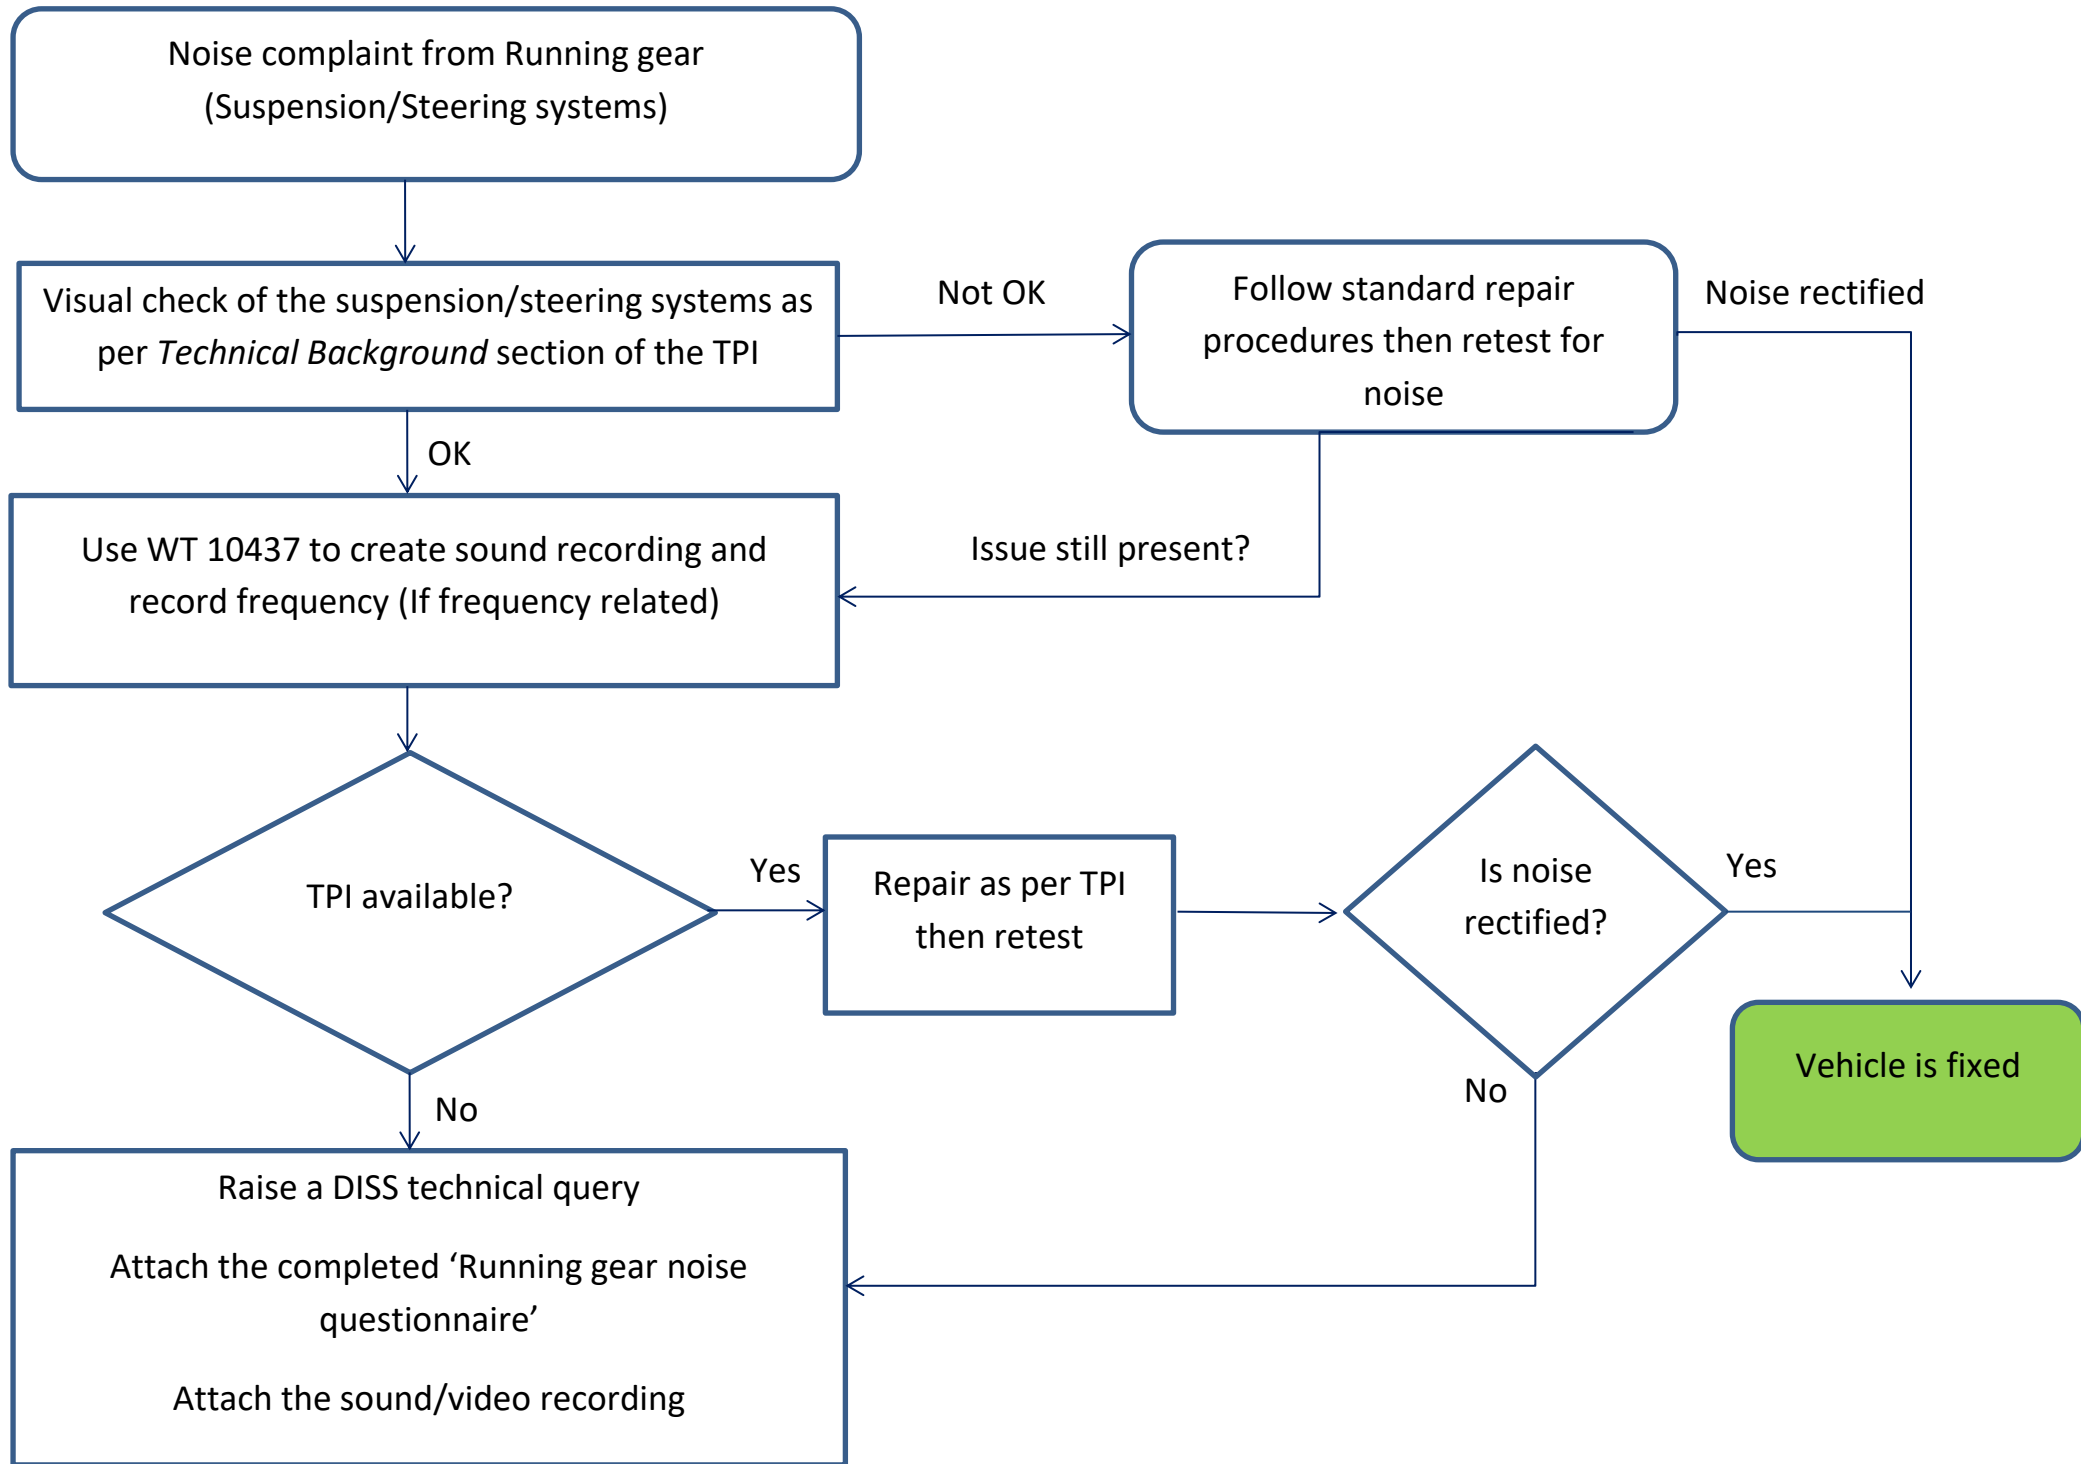 Noise complaint from Running gear
(Suspension/Steering systems)
Visual check of the suspension/steering systems as
per Technical Background section of the TPI
Not OK
Follow standard repair
procedures then retest for
noise
Noise rectified
OK
Use WT 10437 to create sound recording and
record frequency (If frequency related)
Issue still present?
TPI available?
Yes
Repair as per TPI
then retest
Is noise
rectified?
Yes
Vehicle is fixed
No
No
Raise a DISS technical query
Attach the completed ‘Running gear noise
questionnaire’
Attach the sound/video recording